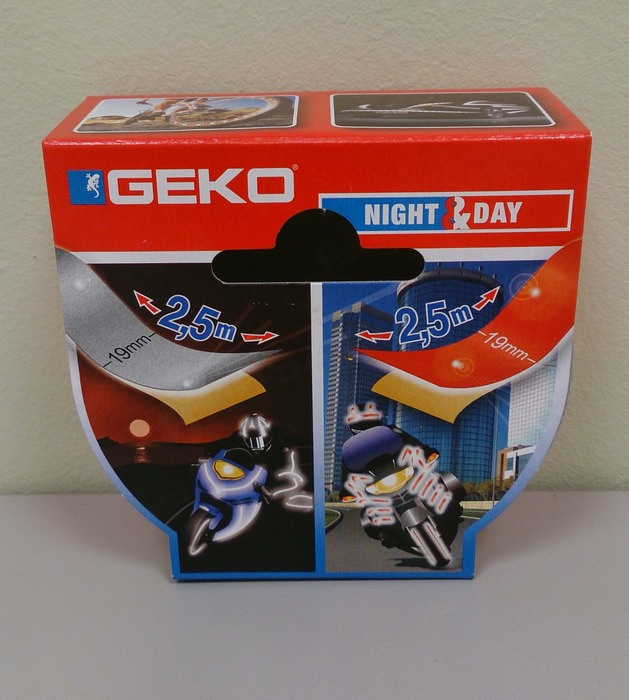 GEKO®
NIGHT & DAY
2,5m
19mm
2,5m
19mm